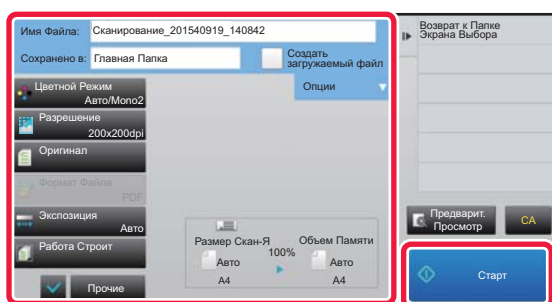 Имя Файла: Сканирование_201540919_140842
Сохранено в: Главная Папка
Создать
загружаемый файл
Опции
Цветной Режим
Авто/Mono2
Разрешение
200x200dpi
Оригинал
Формат Файла
PDF
Экспозиция
Авто
Работа Строит
Прочие
Размер Скан-Я
100%
Объем Памяти
Авто
Авто
A4
A4
Возврат к Папке
Экрана Выбора
Предварит.
Просмотр
CA
Старт